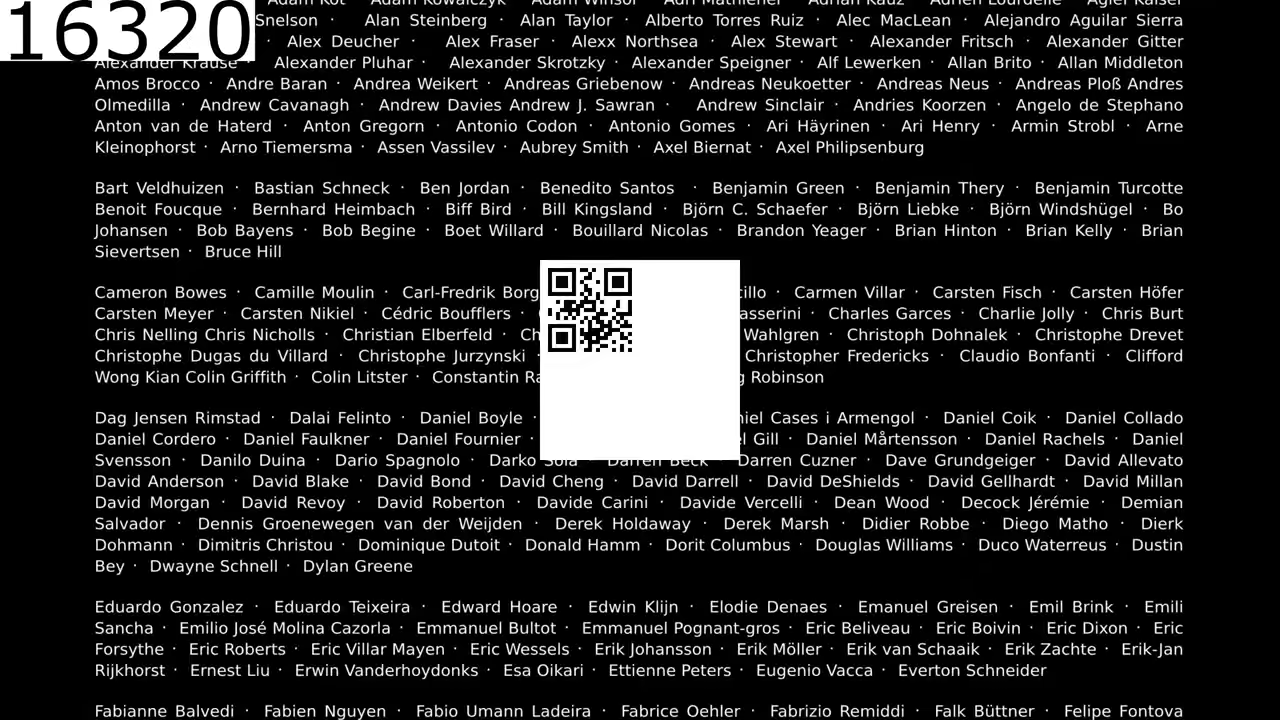 16320
Snelson · Alan Steinberg · Alan Taylor · Alberto Torres Ruiz · Alec MacLean · Alejandro Aguilar Sierra
· Alex Deucher · Alex Fraser · Alexx Northsea · Alex Stewart · Alexander Fritsch · Alexander Gitter
Alexander Krause · Alexander Pluhar · Alexander Skrotzky · Alexander Speigner · Alf Lewerken · Allan Brito · Allan Middleton
Amos Brocco · Andre Baran · Andrea Weikert · Andreas Griebenow · Andreas Neukoetter · Andreas Neus · Andreas Ploß Andres
Olmedilla · Andrew Cavanagh · Andrew Davies Andrew J. Sawran · Andrew Sinclair · Andries Koorzen · Angelo de Stephano
Anton van de Haterd · Anton Gregorn · Antonio Codon · Antonio Gomes · Ari Häyrinen · Ari Henry · Armin Strobl · Arne
Kleinophorst · Arno Tiemersma · Assen Vassilev · Aubrey Smith · Axel Biernat · Axel Philipsenburg
Bart Veldhuizen · Bastian Schneck · Ben Jordan · Benedito Santos · Benjamin Green · Benjamin Thery · Benjamin Turcotte
Benoit Foucque · Bernhard Heimbach · Biff Bird · Bill Kingsland · Björn C. Schaefer · Björn Liebke · Björn Windshügel · Bo
Johansen · Bob Bayens · Bob Begine · Boet Willard · Bouillard Nicolas · Brandon Yeager · Brian Hinton · Brian Kelly · Brian
Sievertsen · Bruce Hill
Cameron Bowes · Camille Moulin · Carl-Fredrik · Carmen Villar · Carsten Fisch · Carsten Höfer
Carsten Meyer · Carsten Nikiel · Cédric Boufflers · · Charles Garces · Charlie Jolly · Chris Burt
Chris Nelling Chris Nicholls · Christian Elberfeld · Wahlgren · Christoph Dohnalek · Christophe Drevet
Christophe Dugas du Villard · Christophe Jurzynski · Christopher Fredericks · Claudio Bonfanti · Clifford
Wong Kian Colin Griffith · Colin Litster · Constantin Robinson
Dag Jensen Rimstad · Dalai Felinto · Daniel Boyle · Cases i Armengol · Daniel Coik · Daniel Collado
Daniel Cordero · Daniel Faulkner · Daniel Fournier · Gill · Daniel Mårtensson · Daniel Rachels · Daniel
Svensson · Danilo Duina · Dario Spagnolo · Darko Sola · Darren Beck · Darren Cuzner · Dave Grundgeiger · David Allevato
David Anderson · David Blake · David Bond · David Cheng · David Darrell · David DeShields · David Gellhardt · David Millan
David Morgan · David Revoy · David Roberton · Davide Carini · Davide Vercelli · Dean Wood · Decock Jérémie · Demian
Salvador · Dennis Groenewegen van der Weijden · Derek Holdaway · Derek Marsh · Didier Robbe · Diego Matho · Dierk
Dohmann · Dimitris Christou · Dominique Dutoit · Donald Hamm · Dorit Columbus · Douglas Williams · Duco Waterreus · Dustin
Bey · Dwayne Schnell · Dylan Greene
Eduardo Gonzalez · Eduardo Teixeira · Edward Hoare · Edwin Klijn · Elodie Denaes · Emanuel Greisen · Emil Brink · Emili
Sancha · Emilio José Molina Cazorla · Emmanuel Bultot · Emmanuel Pognant-gros · Eric Beliveau · Eric Boivin · Eric Dixon · Eric
Forsythe · Eric Roberts · Eric Villar Mayen · Eric Wessels · Erik Johansson · Erik Möller · Erik van Schaaik · Erik Zachte · Erik-Jan
Rijkhorst · Ernest Liu · Erwin Vanderhoydonks · Esa Oikari · Ettienne Peters · Eugenio Vacca · Everton Schneider
Fabianne Balvedi · Fabien Nguyen · Fabio Umann Ladeira · Fabrice Oehler · Fabrizio Remiddi · Falk Büttner · Felipe Fontova